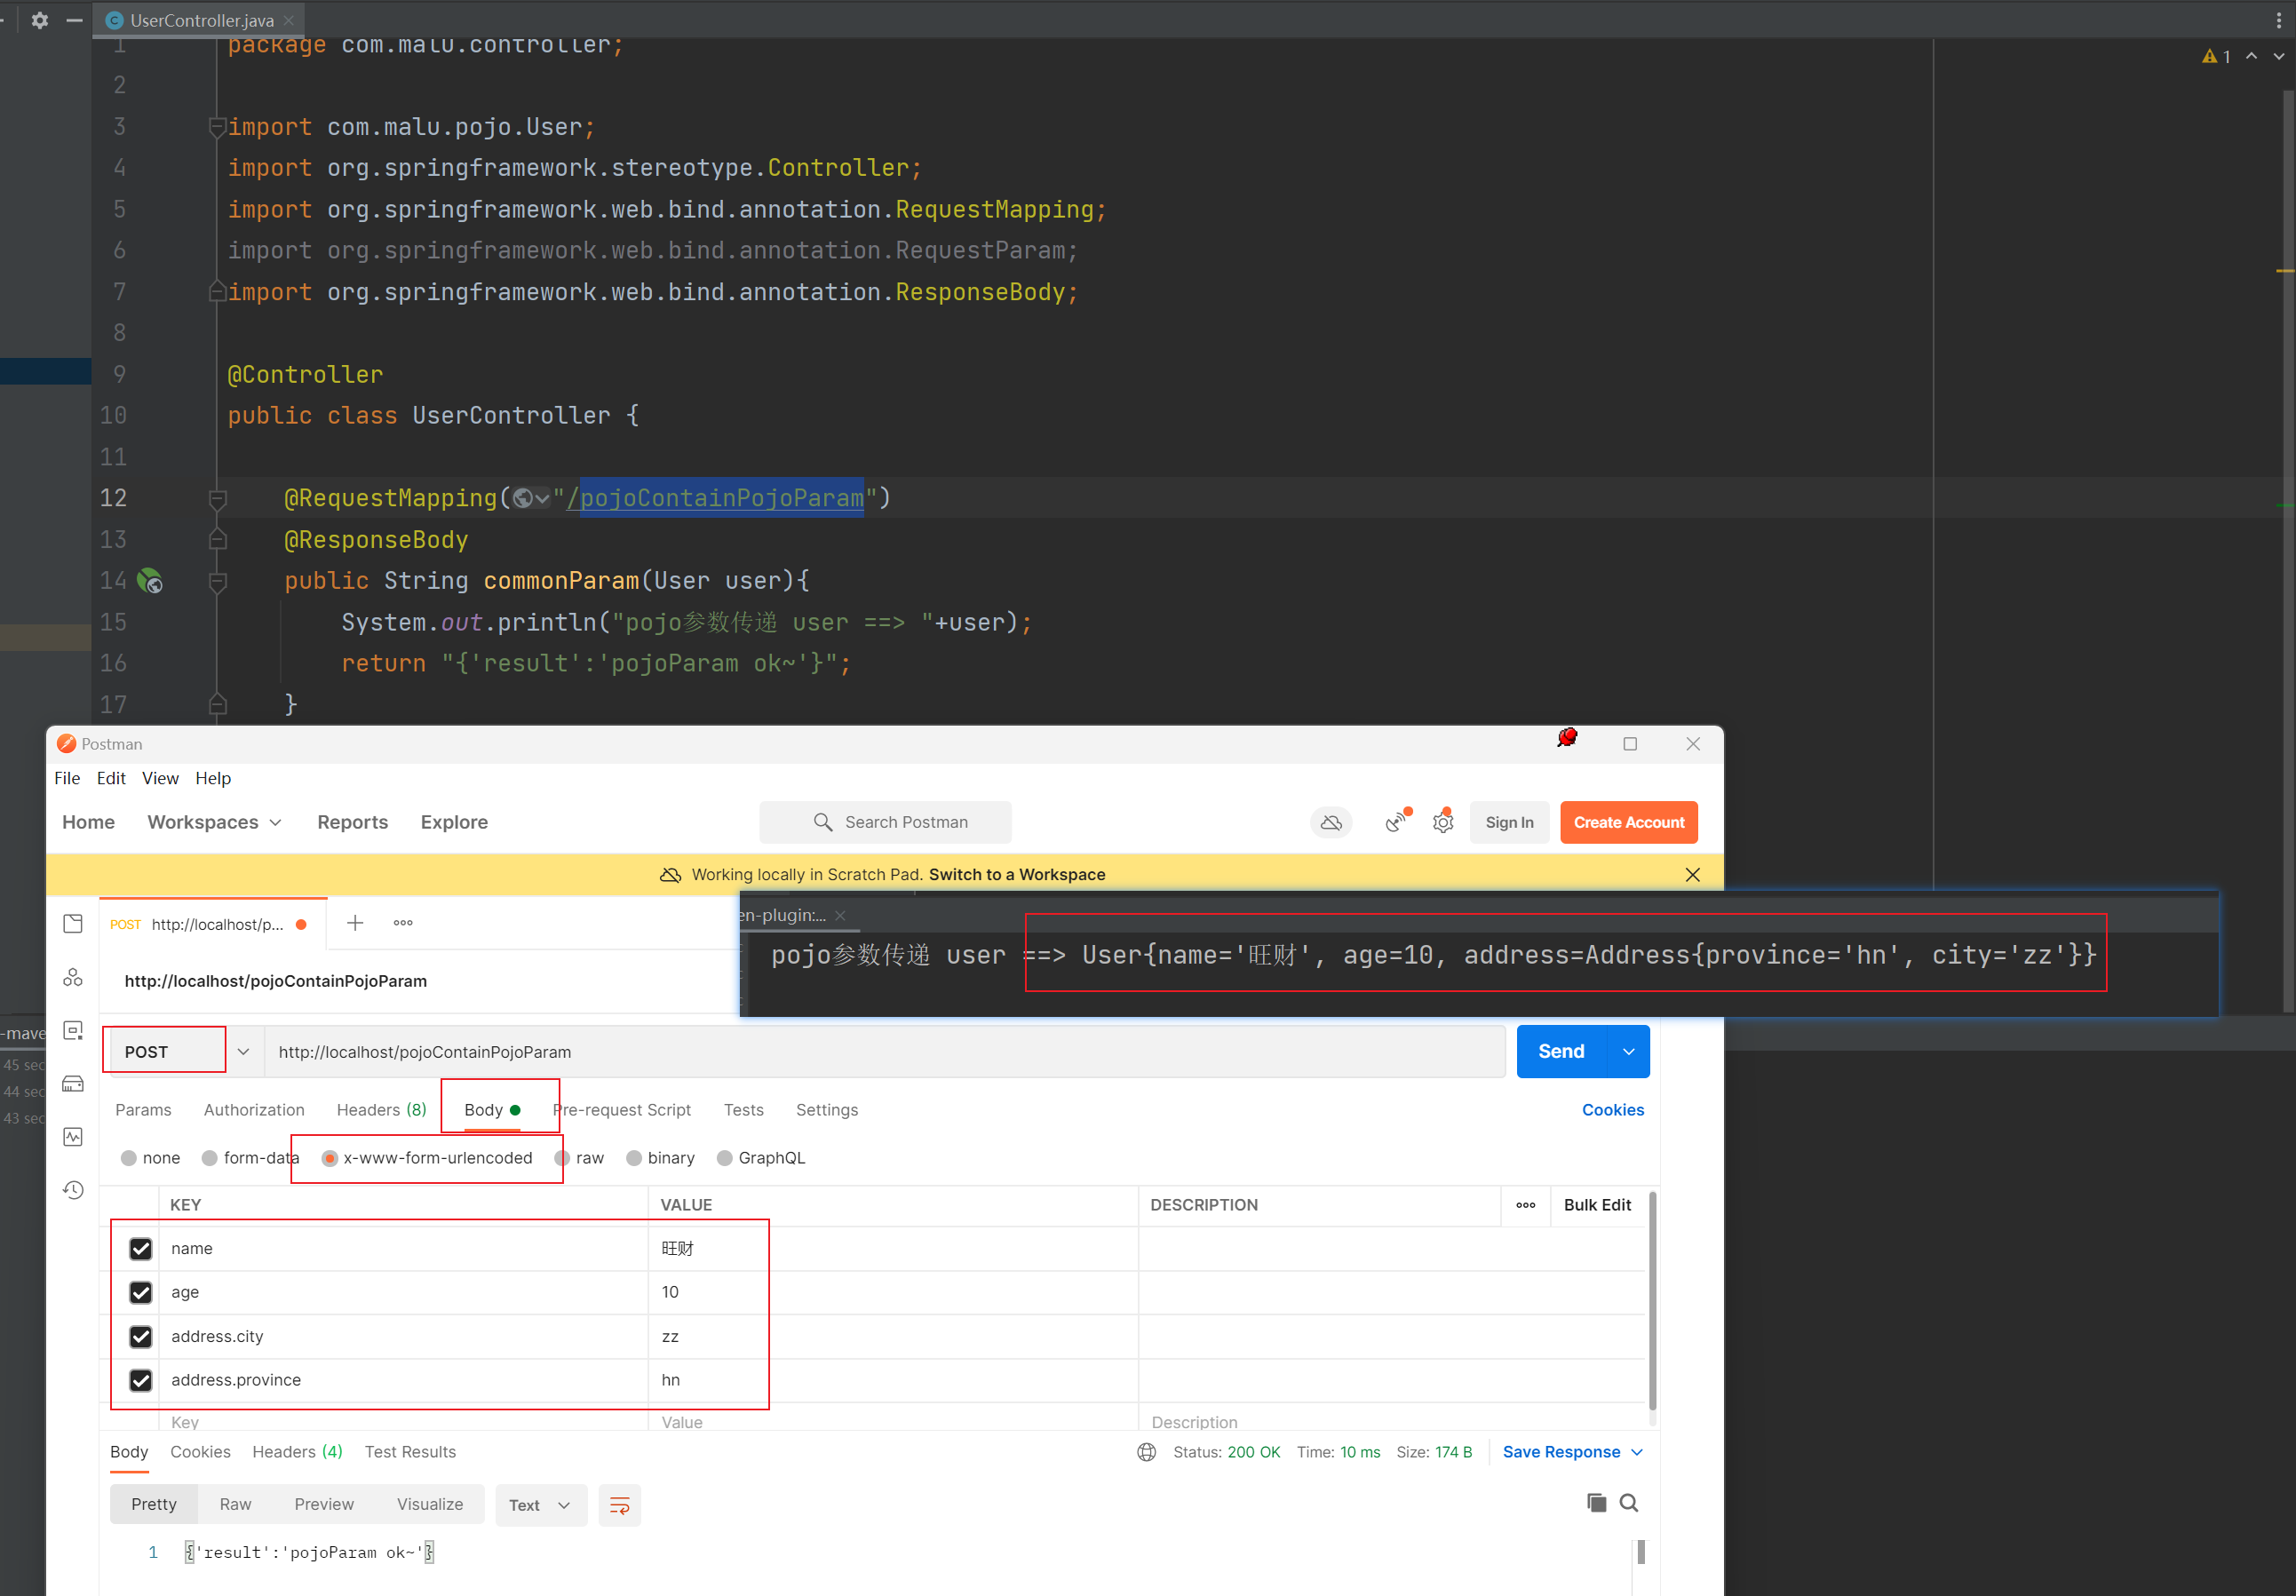 UserController.java
1 package com.malu.controller;
2
3 import com.malu.pojo.User;
4 import org.springframework.stereotype.Controller;
5 import org.springframework.web.bind.annotation.RequestMapping;
6 import org.springframework.web.bind.annotation.RequestParam;
7 import org.springframework.web.bind.annotation.ResponseBody;
8
9 @Controller
10 public class UserController {
11
12 @RequestMapping("/pojoContainPojoParam")
13 @ResponseBody
14 public String commonParam(User user){
15 System.out.println("pojo参数传递 user ==> "+user);
16 return "{'result':'pojoParam ok~'}";
17 }
1
Postman
File Edit View Help
Home Workspaces Reports Explore Search Postman Sign In Create Account
Working locally in Scratch Pad. Switch to a Workspace
POST http://localhost/p...
en-plugin:...
pojo参数传递 user ==> User{name='旺财', age=10, address=Address{province='hn', city='zz'}}
http://localhost/pojoContainPojoParam
-mave
45 sec
44 sec
43 sec
POST http://localhost/pojoContainPojoParam Send
Params Authorization Headers (8) Body Pre-request Script Tests Settings Cookies
none form-data x-www-form-urlencoded raw binary GraphQL
KEY VALUE DESCRIPTION Bulk Edit
name 旺财
age 10
address.city zz
address.province hn
Key Value Description
Body Cookies Headers (4) Test Results Status: 200 OK Time: 10 ms Size: 174 B Save Response
Pretty Raw Preview Visualize Text
1 {'result':'pojoParam ok~'}